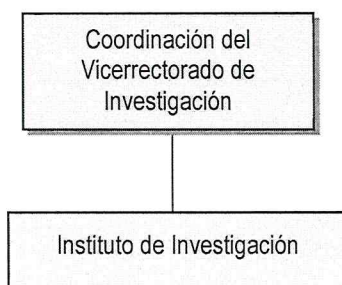 Coordinación del
Vicerrectorado de
Investigación
Instituto de Investigación